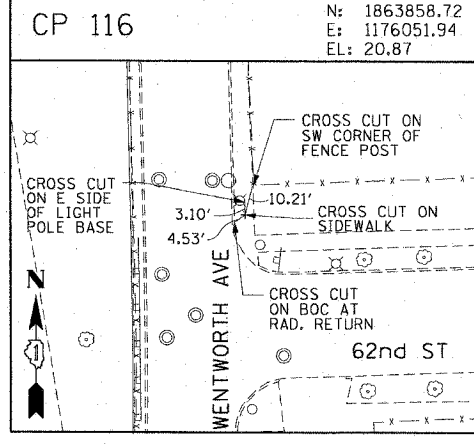 CP 116
N: 1863858.72
E: 1176051.94
EL: 20.87
CROSS CUT ON
SW CORNER OF
FENCE POST
CROSS CUT
ON E SIDE
OF LIGHT
POLE BASE
10.21'
3.10'
4.53'
CROSS CUT ON
SIDEWALK
CROSS CUT
ON BOC AT
RAD. RETURN
N
WENTWORTH AVE
62nd ST